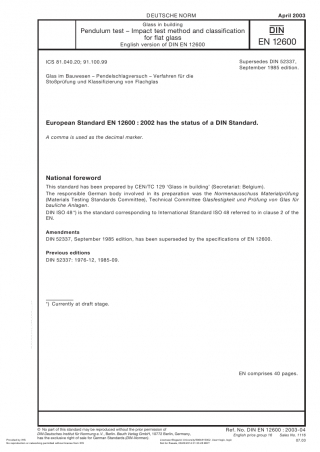 DEUTSCHE NORM
April 2003
Glass in building
Pendulum test – Impact test method and classification
for flat glass
English version of DIN EN 12600
DIN
EN 12600
ICS 81.040.20; 91.100.99
Supersedes DIN 52337,
September 1985 edition.
Glas im Bauwesen – Pendelschlagversuch – Verfahren für die
Stoßprüfung und Klassifizierung von Flachglas
European Standard EN 12600 : 2002 has the status of a DIN Standard.
A comma is used as the decimal marker.
National foreword
This standard has been prepared by CEN/TC 129 'Glass in building' (Secretariat: Belgium).
The responsible German body involved in its preparation was the Normenausschuss Materialprüfung
(Materials Testing Standards Committee), Technical Committee Glasfestigkeit und Prüfung von Glas für
bauliche Anlagen.
DIN ISO 48*) is the standard corresponding to International Standard ISO 48 referred to in clause 2 of the
EN.
Amendments
DIN 52337, September 1985 edition, has been superseded by the specifications of EN 12600.
Previous editions
DIN 52337: 1976-12, 1985-09.
*) Currently at draft stage.
EN comprises 40 pages.
© No part of this standard may be reproduced without the prior permission of
DIN Deutsches Institut für Normung e.V., Berlin. Beuth Verlag GmbH, 10772 Berlin, Germany,
has the exclusive right of sale for German Standards (DIN-Normen).
Ref. No. DIN EN 12600 : 2003-04
English price group 16 Sales No. 1116
07.03